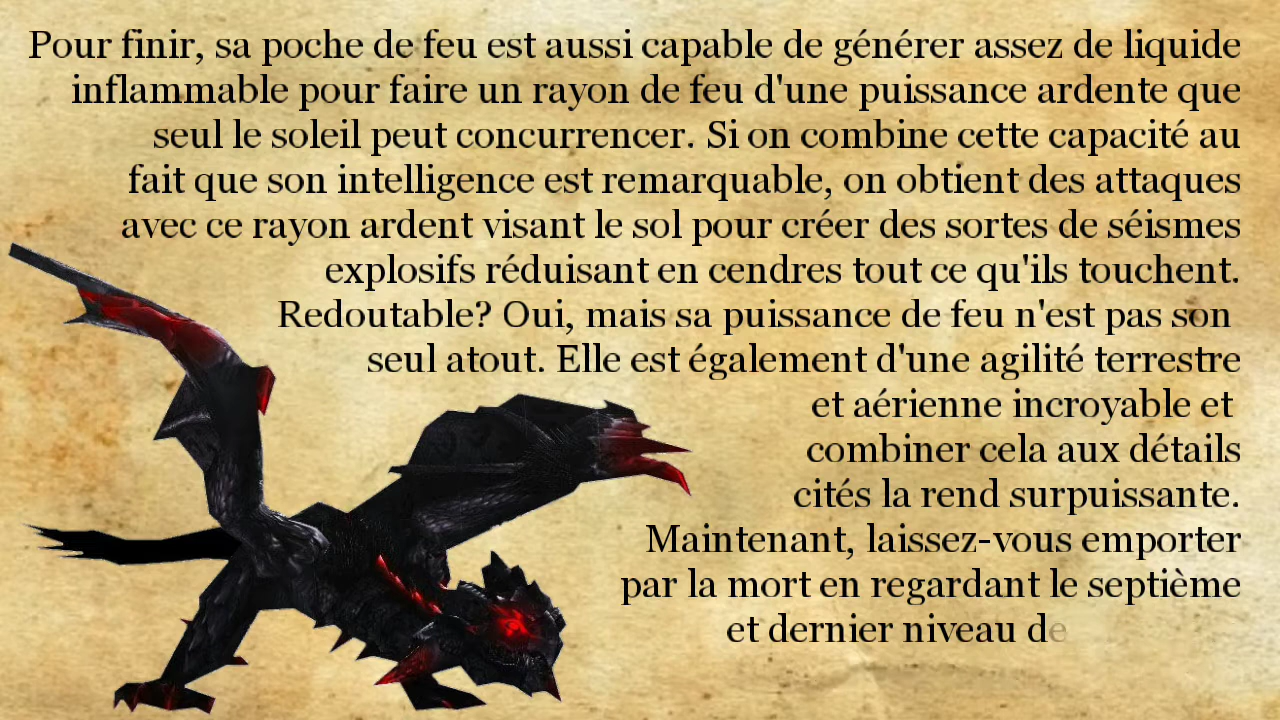 Pour finir, sa poche de feu est aussi capable de générer assez de liquide
inflammable pour faire un rayon de feu d'une puissance ardente que
seul le soleil peut concurrencer. Si on combine cette capacité au
fait que son intelligence est remarquable, on obtient des attaques
avec ce rayon ardent visant le sol pour créer des sortes de séismes
explosifs réduisant en cendres tout ce qu'ils touchent.
Redoutable? Oui, mais sa puissance de feu n'est pas son
seul atout. Elle est également d'une agilité terrestre
et aérienne incroyable et
combiner cela aux détails
cités la rend surpuissante.
Maintenant, laissez-vous emporter
par la mort en regardant le septième
et dernier niveau de